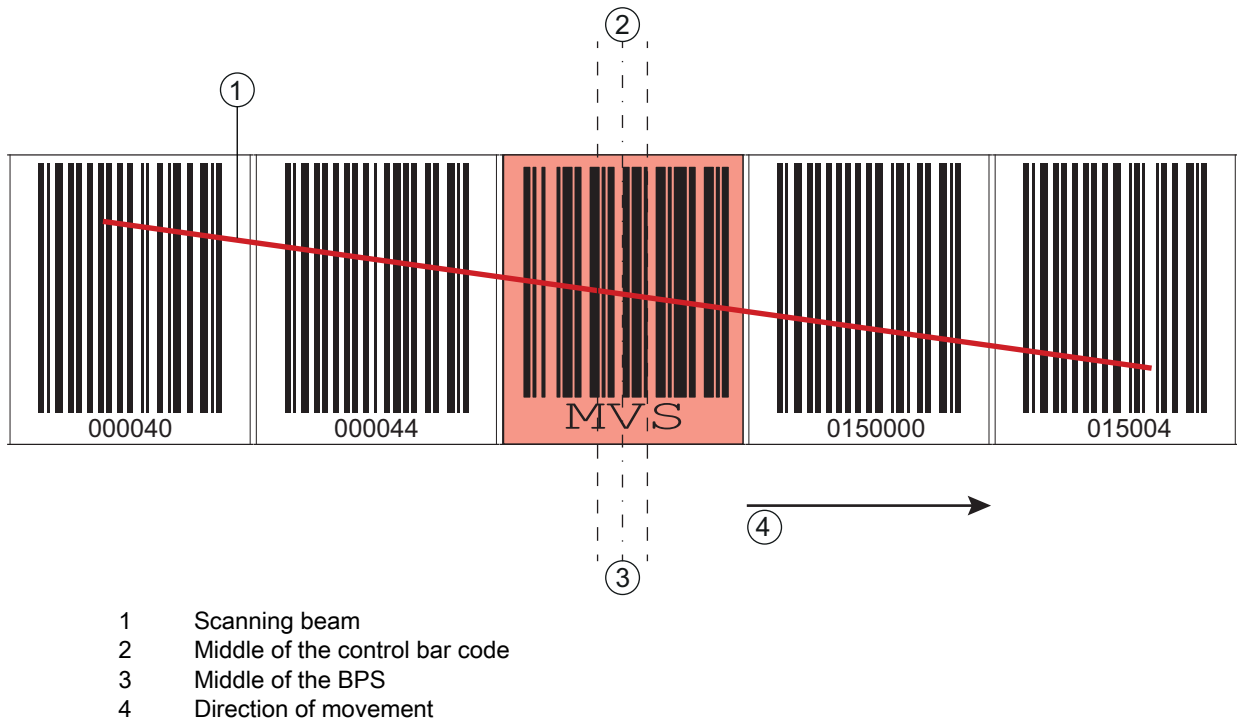 2
1
000040 000044 MVS 0150000 015004
4
3
1 Scanning beam
2 Middle of the control bar code
3 Middle of the BPS
4 Direction of movement